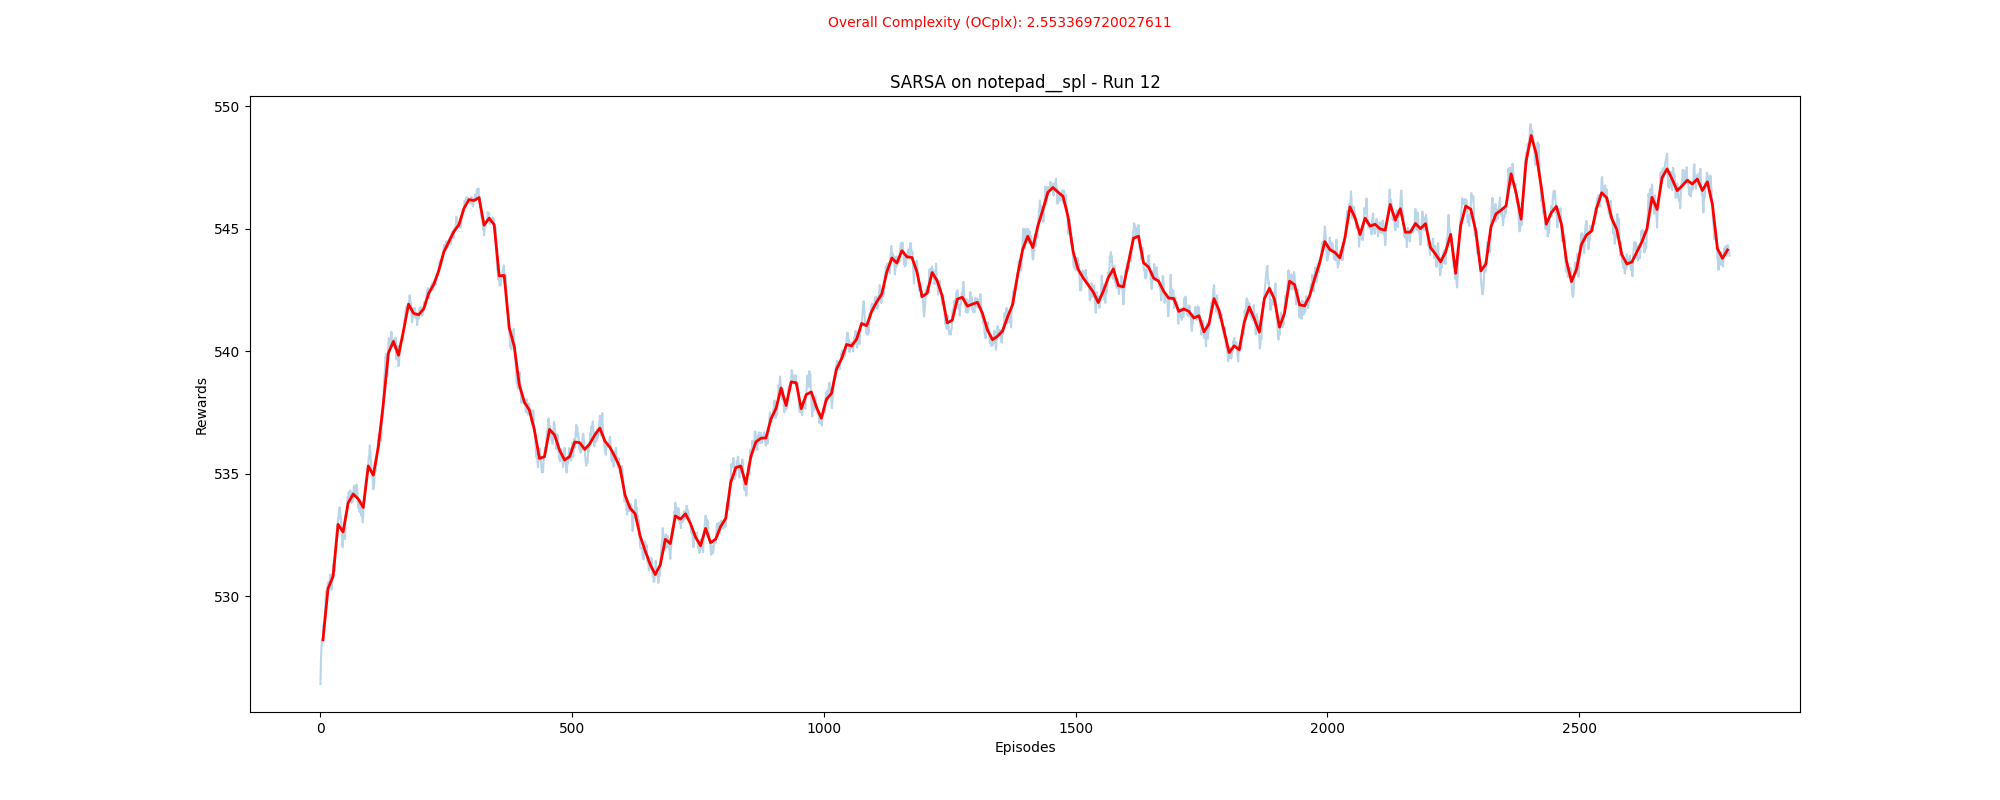 Overall Complexity (OCplx): 2.553369720027611
SARSA on notepad__spl - Run 12
Rewards
550
545
540
535
530
0 500 1000 1500 2000 2500
Episodes